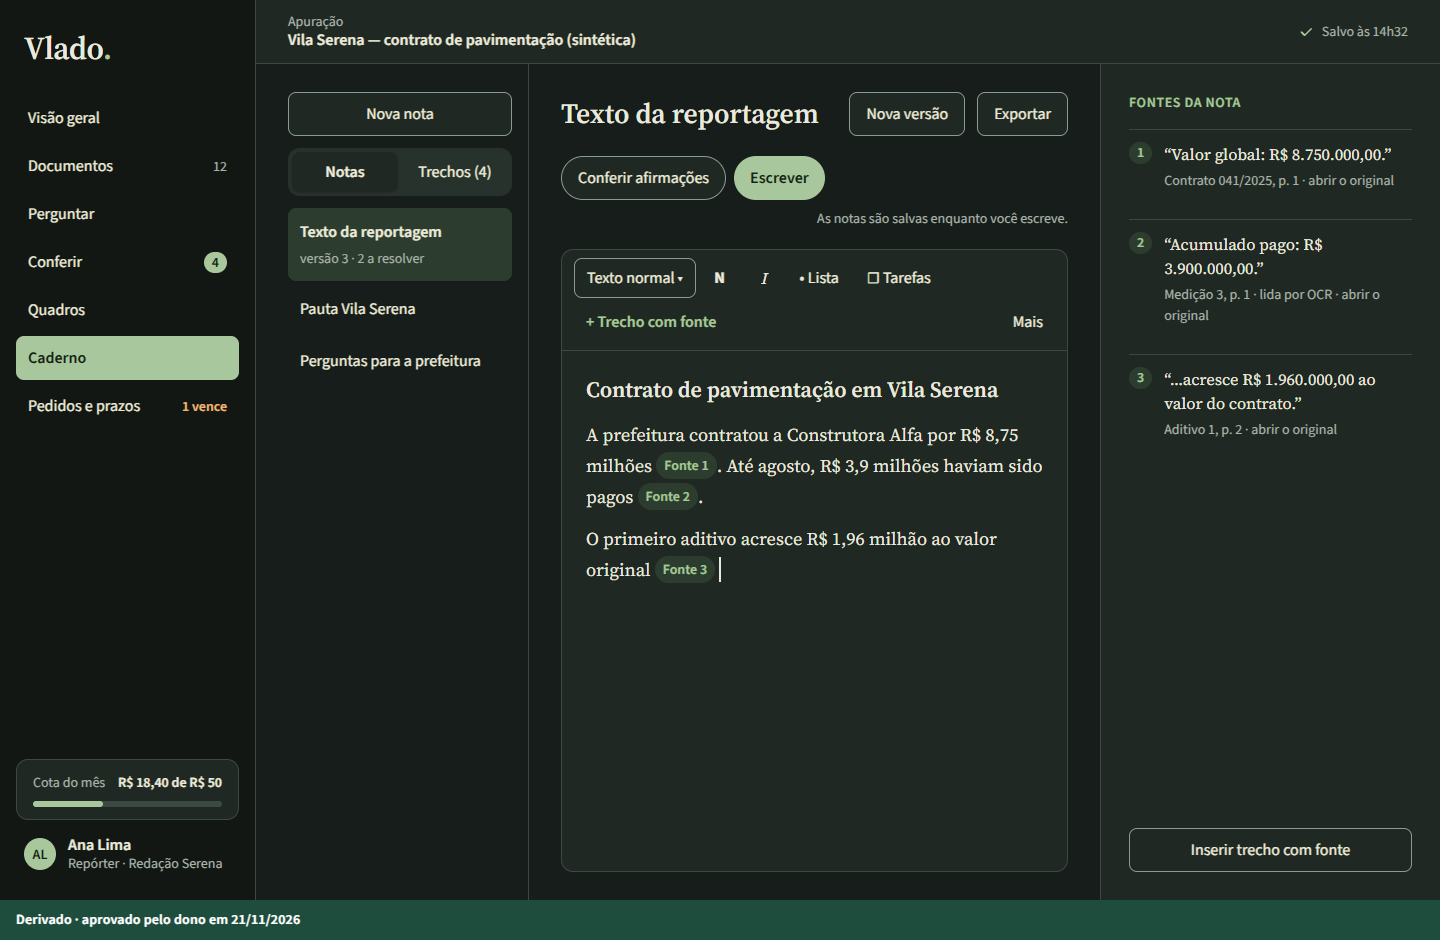 Vlado.
Visão geral
Documentos 12
Perguntar
Conferir 4
Quadros
Caderno
Pedidos e prazos 1 vence
Cota do mês R$ 18,40 de R$ 50
AL
Ana Lima
Repórter · Redação Serena
Apuração
Vila Serena — contrato de pavimentação (sintética)
Salvo às 14h32
Nova nota
Notas Trechos (4)
Texto da reportagem
versão 3 · 2 a resolver
Pauta Vila Serena
Perguntas para a prefeitura
Texto da reportagem
Nova versão Exportar
Conferir afirmações Escrever
As notas são salvas enquanto você escreve.
Texto normal ▾ N I • Lista ☐ Tarefas
+ Trecho com fonte Mais
Contrato de pavimentação em Vila Serena
A prefeitura contratou a Construtora Alfa por R$ 8,75
milhões Fonte 1 . Até agosto, R$ 3,9 milhões haviam sido
pagos Fonte 2 .
O primeiro aditivo acresce R$ 1,96 milhão ao valor
original Fonte 3
FONTES DA NOTA
1 “Valor global: R$ 8.750.000,00.”
Contrato 041/2025, p. 1 · abrir o original
2 “Acumulado pago: R$
3.900.000,00.”
Medição 3, p. 1 · lida por OCR · abrir o
original
3 “…acresce R$ 1.960.000,00 ao
valor do contrato.”
Aditivo 1, p. 2 · abrir o original
Inserir trecho com fonte
Derivado · aprovado pelo dono em 21/11/2026